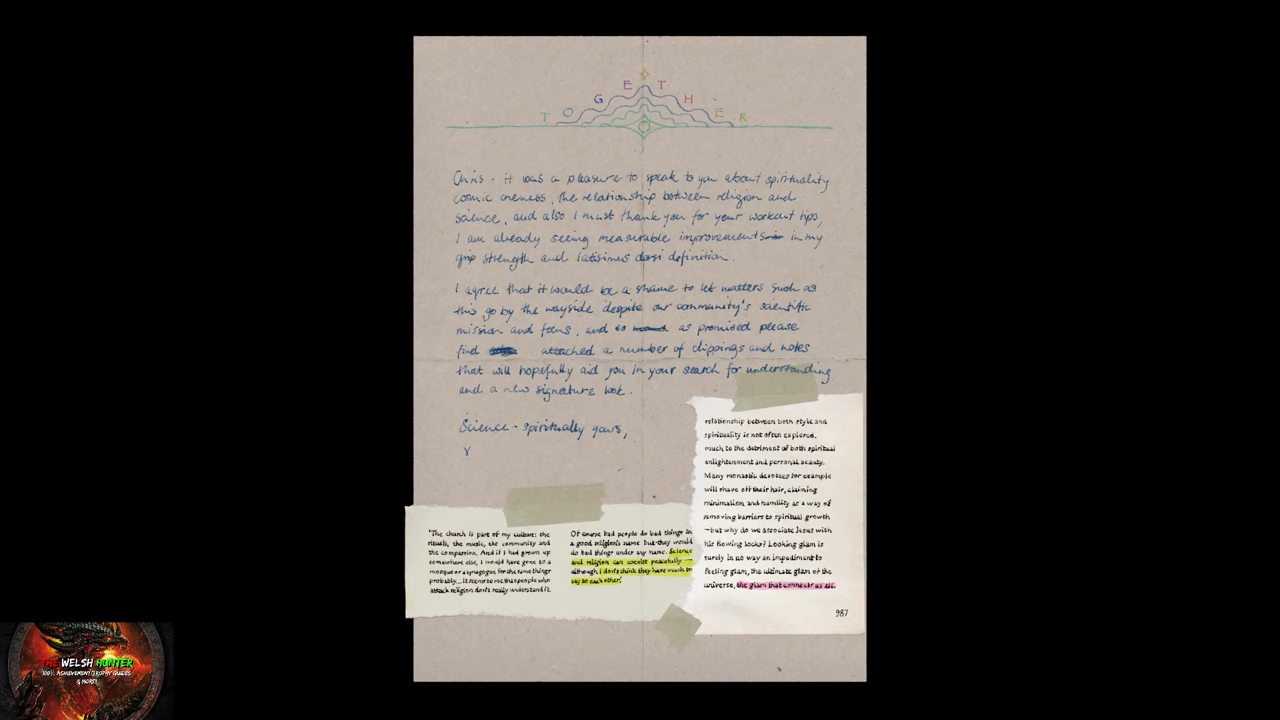 TOGETHER
Chris - it was a pleasure to speak to you about spirituality
cosmic oneness, the relationship between religion and
science, and also I must thank you for your workout tips,
I am already seeing measurable improvements in my
grip strength and latisimus dorsi definition.
I agree that it would be a shame to let matters such as
this go by the wayside despite our community's scientific
mission and focus, and as promised please
find attached a number of clippings and notes
that will hopefully aid you in your search for understanding
and a new signature look.
Science - spiritually yours,
Y
relationship between both style and
spirituality is not often explored,
much to the detriment of both spiritual
enlightenment and personal beauty.
Many monastic devotees for example
will shave off their hair, claiming
minimalism and humility as a way of
removing barriers to spiritual growth
—but why do we associate Jesus with
his flowing locks? Looking glam is
surely in no way an impediment to
feeling glam, the ultimate glam of the
universe, the glam that connects us all.
987
'The church is part of my culture: the
rituals, the music, the community and
the compassion. And if I had grown up
somewhere else, I would have gone to a
mosque or a synagogue for the same things
probably... It seems to me that people who
attack religion don't really understand it.
Of course bad people do bad things in
a good religion's name but they would
do bad things under any name. Science
and religion can coexist peacefully —
although I don't think they have much to
say to each other.'
THE WELSH HUNTER
100% ACHIEVEMENT/TROPHY GUIDES
& MORE!